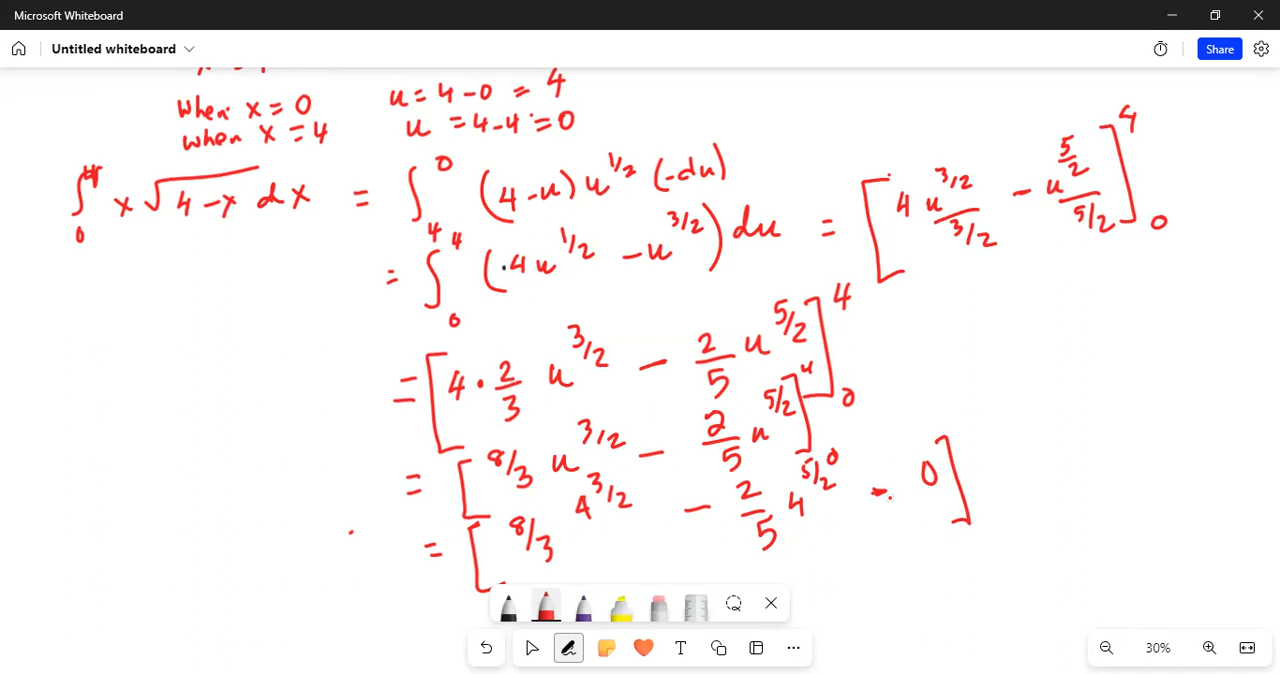 Microsoft Whiteboard
Untitled whiteboard
Share
when x = 0 u = 4 - 0 = 4
when x = 4 u = 4 - 4 = 0
∫₀⁴ x √(4 - x) dx = ∫₄⁰ (4 - u) u^1/2 (-du)
= ∫₀⁴ (4u^1/2 - u^3/2) du = [4 u^3/2 / 3/2 - u^5/2 / 5/2]₀⁴
= [4 · 2/3 u^3/2 - 2/5 u^5/2]₀⁴
= [8/3 u^3/2 - 2/5 u^5/2]₀⁴
= [8/3 4^3/2 - 2/5 4^5/2 - 0]
T
30%